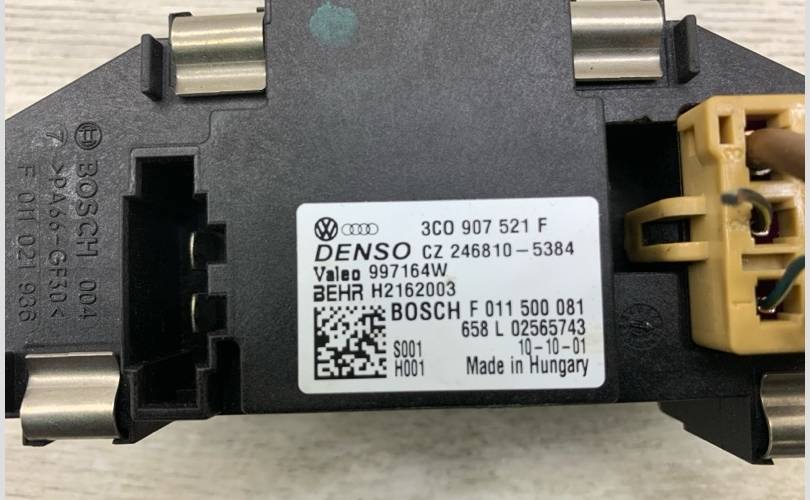 3C0 907 521 F
DENSO CZ 246810-5384
Valeo 997164W
BEHR H2162003
BOSCH F 011 500 081
658 L 02565743
S001 10-10-01
H001 Made in Hungary
BOSCH 004
7 >PA66-GF30<
F 011 021 936